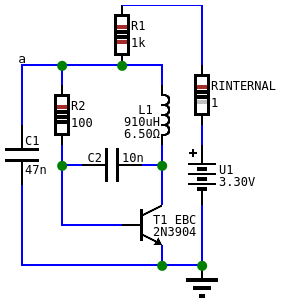 R1
1k
a
RINTERNAL
1
R2
100
L1
910uH
6.50Ω
C1
47n
C2 10n
+
U1
3.30V
T1 EBC
2N3904